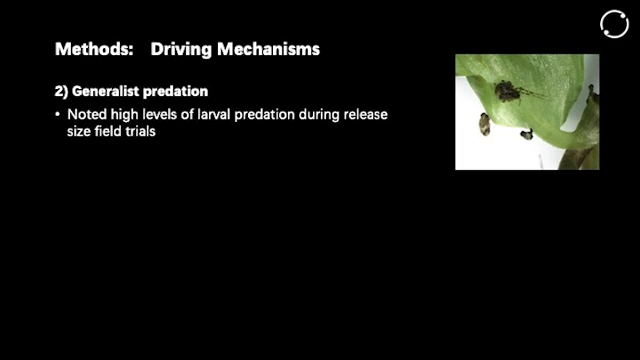 Methods: Driving Mechanisms
2) Generalist predation
• Noted high levels of larval predation during release
size field trials